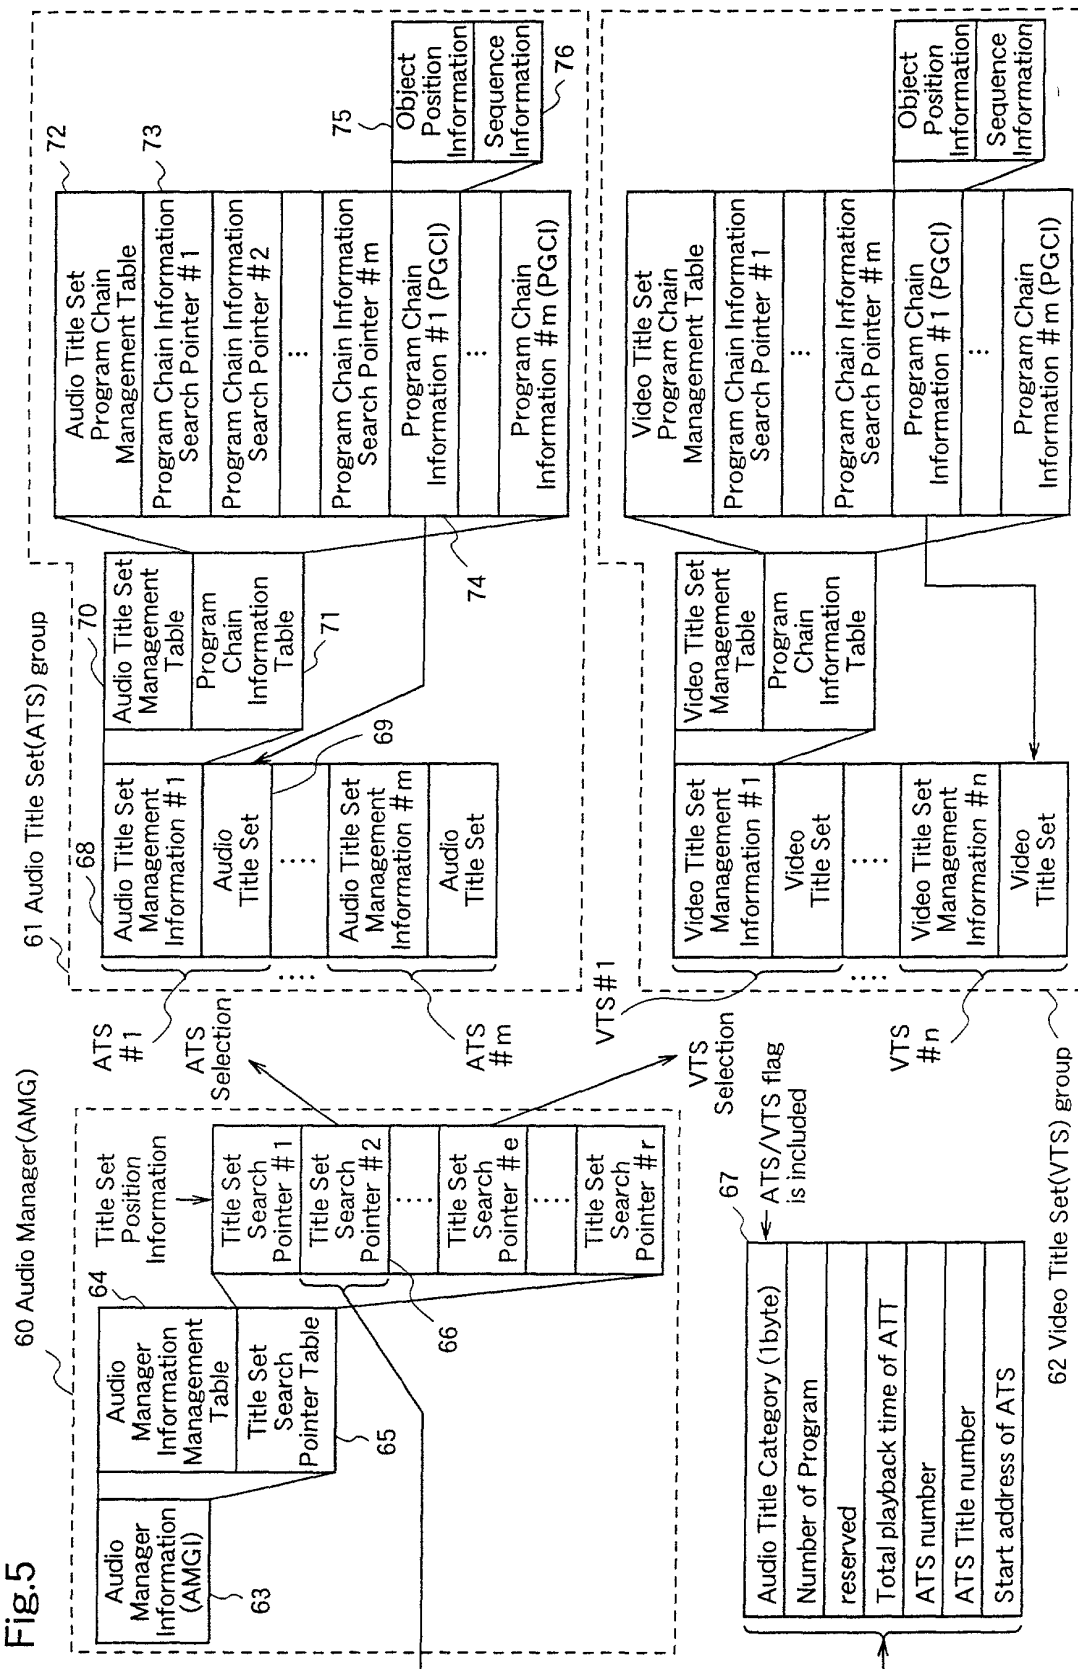 Fig.5
60 Audio Manager(AMG)
Audio
Manager
Information
(AMGI)
63
64
Audio
Manager
Information
Management
Table
Title Set
Search
Pointer Table
65
Title Set
Position
Information
Title Set
Search
Pointer #1
Title Set
Search
Pointer #2
Title Set
Search
Pointer #e
Title Set
Search
Pointer #r
66
67
ATS/VTS flag
is included
Audio Title Category (1byte)
Number of Program
reserved
Total playback time of ATT
ATS number
ATS Title number
Start address of ATS
61 Audio Title Set(ATS) group
ATS
#1
ATS
Selection
ATS
#m
68
Audio Title Set
Management
Information #1
Audio
Title Set
Audio Title Set
Management
Information #m
Audio
Title Set
69
70
Audio Title Set
Management
Table
Program
Chain
Information
Table
71
72
Audio Title Set
Program Chain
Management Table
73
Program Chain Information
Search Pointer #1
Program Chain Information
Search Pointer #2
Program Chain Information
Search Pointer #m
Program Chain
Information #1 (PGCI)
Program Chain
Information #m (PGCI)
74
75
Object
Position
Information
Sequence
Information
76
62 Video Title Set(VTS) group
VTS#1
VTS
Selection
VTS
#n
Video Title Set
Management
Information #1
Video
Title Set
Video Title Set
Management
Information #n
Video
Title Set
Video Title Set
Management
Table
Program
Chain
Information
Table
Video Title Set
Program Chain
Management Table
Program Chain Information
Search Pointer #1
Program Chain Information
Search Pointer #m
Program Chain
Information #1 (PGCI)
Program Chain
Information #m (PGCI)
Object
Position
Information
Sequence
Information